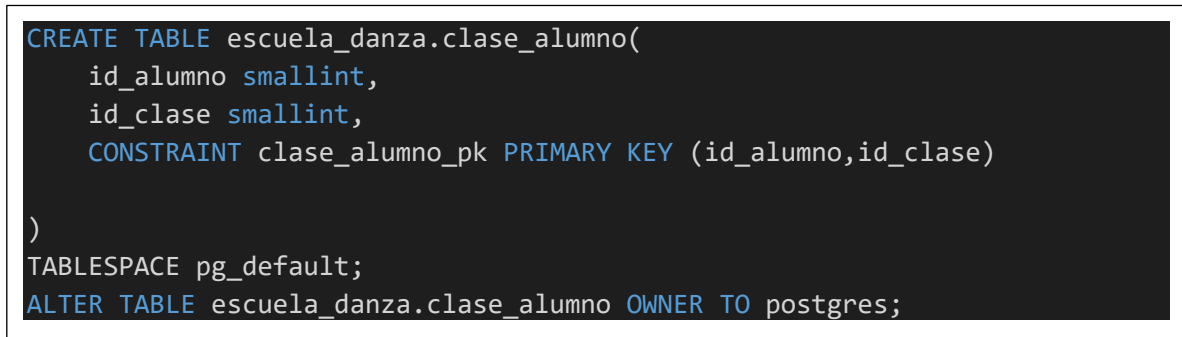 CREATE TABLE escuela_danza.clase_alumno(
    id_alumno smallint,
    id_clase smallint,
    CONSTRAINT clase_alumno_pk PRIMARY KEY (id_alumno,id_clase)
)
TABLESPACE pg_default;
ALTER TABLE escuela_danza.clase_alumno OWNER TO postgres;